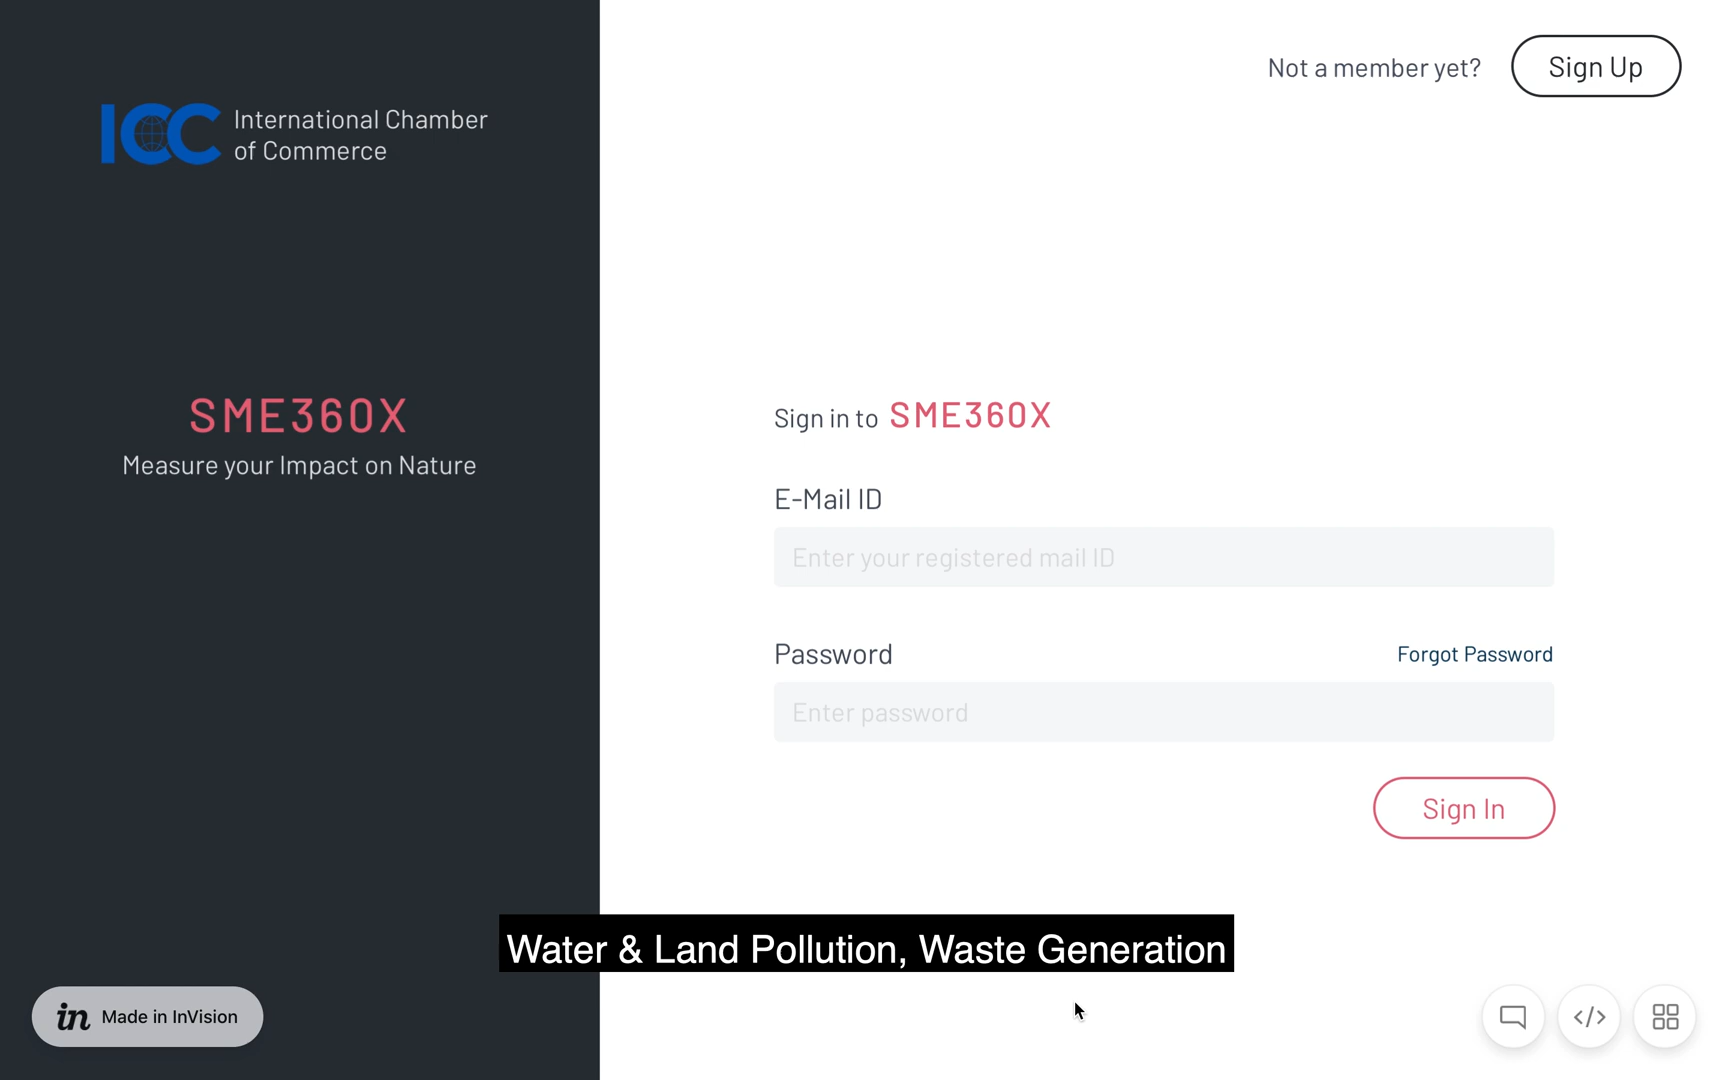 ICC International Chamber
of Commerce
SME360X
Measure your Impact on Nature
Not a member yet? Sign Up
Sign in to SME360X
E-Mail ID
Enter your registered mail ID
Password Forgot Password
Enter password
Sign In
Water & Land Pollution, Waste Generation
in Made in InVision